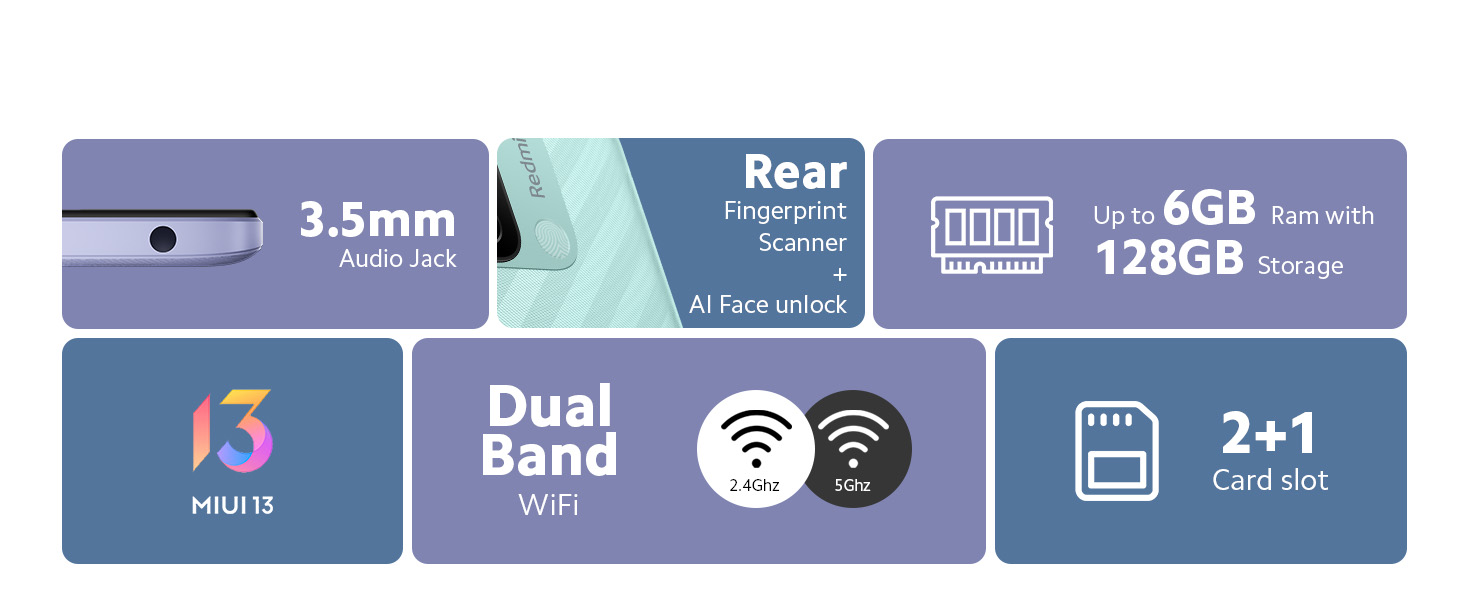 3.5mm
Audio Jack
Redmi
Rear
Fingerprint
Scanner
+
AI Face unlock
Up to 6GB Ram with
128GB Storage
13
MIUI 13
Dual
Band
WiFi
2.4Ghz
5Ghz
2+1
Card slot